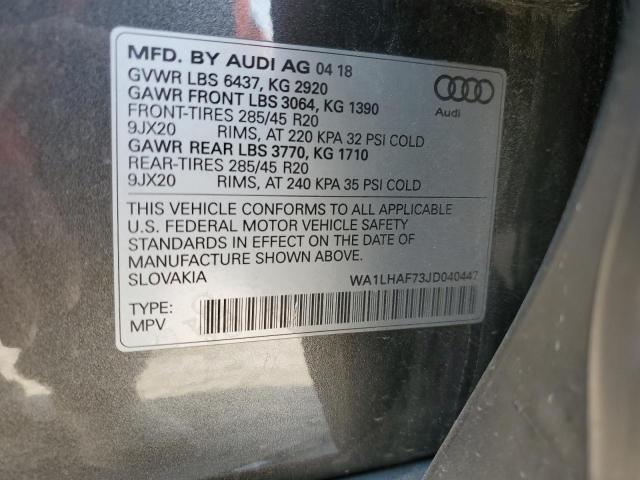 MFD. BY AUDI AG 04 18
GVWR LBS 6437, KG 2920
GAWR FRONT LBS 3064, KG 1390
FRONT-TIRES 285/45 R20
9JX20 RIMS, AT 220 KPA 32 PSI COLD
GAWR REAR LBS 3770, KG 1710
REAR-TIRES 285/45 R20
9JX20 RIMS, AT 240 KPA 35 PSI COLD
Audi
THIS VEHICLE CONFORMS TO ALL APPLICABLE
U.S. FEDERAL MOTOR VEHICLE SAFETY
STANDARDS IN EFFECT ON THE DATE OF
MANUFACTURE SHOWN ABOVE.
SLOVAKIA WA1LHAF73JD040447
TYPE:
MPV